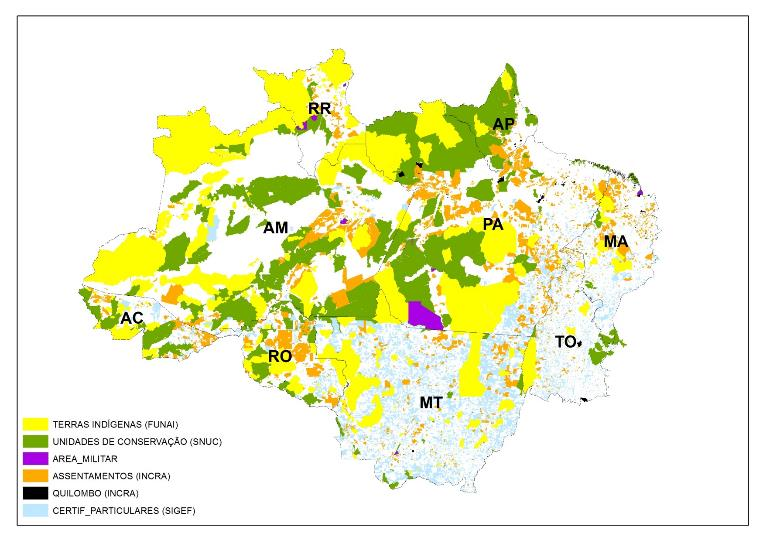 RR
AP
AM
PA
MA
AC
TO
RO
MT
TERRAS INDÍGENAS (FUNAI)
UNIDADES DE CONSERVAÇÃO (SNUC)
AREA_MILITAR
ASSENTAMENTOS (INCRA)
QUILOMBO (INCRA)
CERTIF_PARTICULARES (SIGEF)